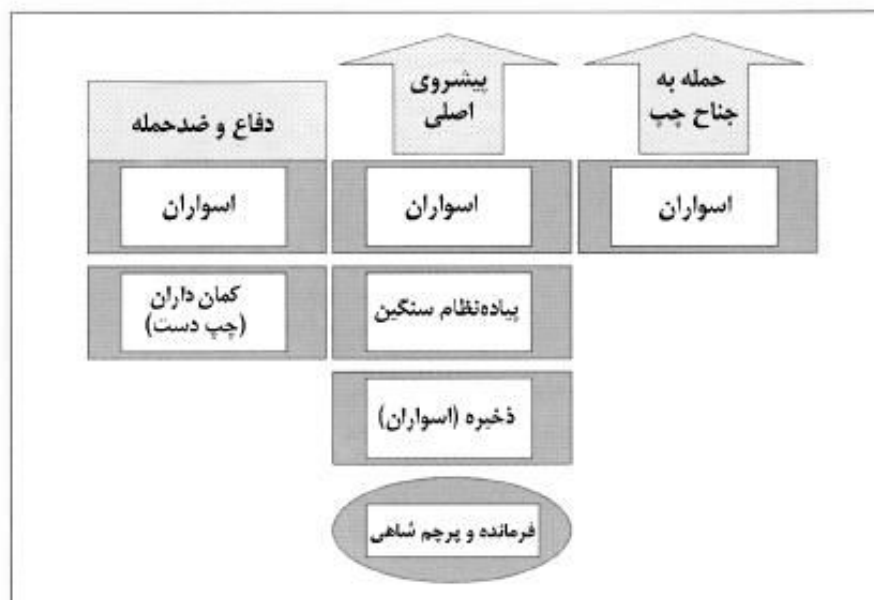 حمله به
جناح چپ
پیشروی
اصلی
دفاع و ضدحمله
اسواران
اسواران
اسواران
پیاده‌نظام سنگین
کمان داران
(چپ دست)
ذخیره (اسواران)
فرمانده و پرچم شاهی